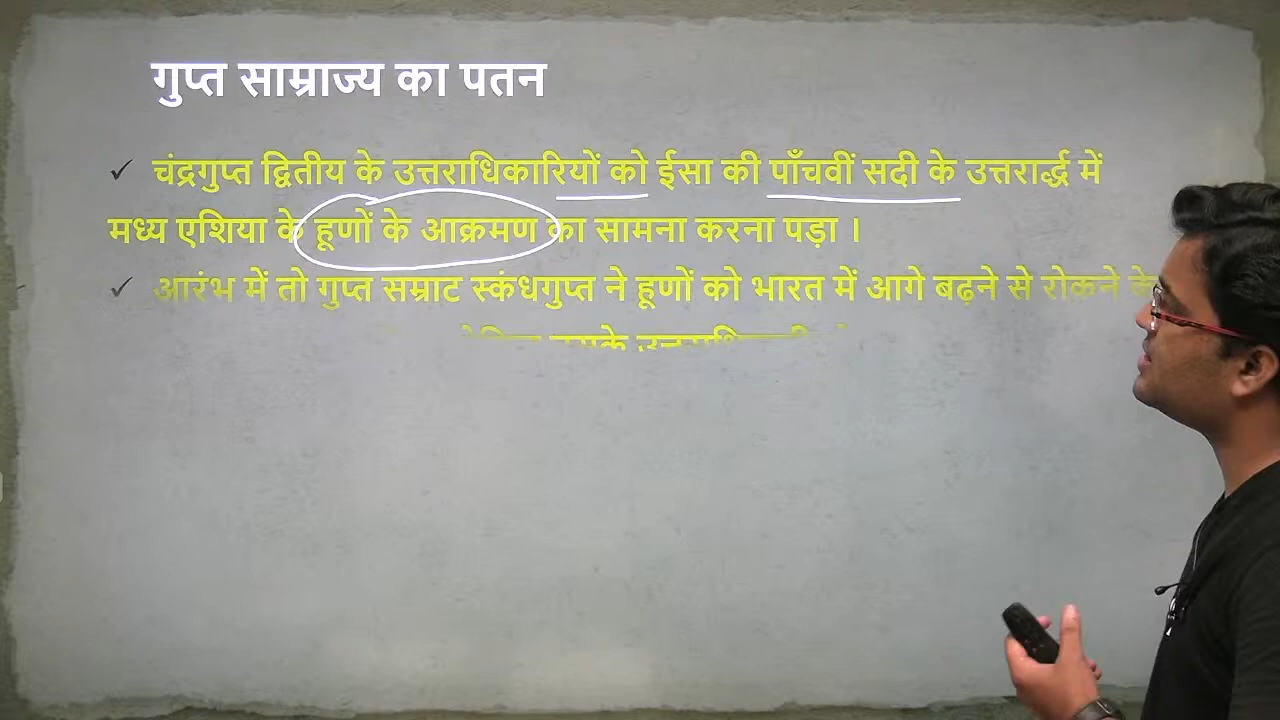 गुप्त साम्राज्य का पतन
✓ चंद्रगुप्त द्वितीय के उत्तराधिकारियों को ईसा की पाँचवीं सदी के उत्तरार्द्ध में
मध्य एशिया के हूणों के आक्रमण का सामना करना पड़ा ।
✓ आरंभ में तो गुप्त सम्राट स्कंधगुप्त ने हूणों को भारत में आगे बढ़ने से रोकने के